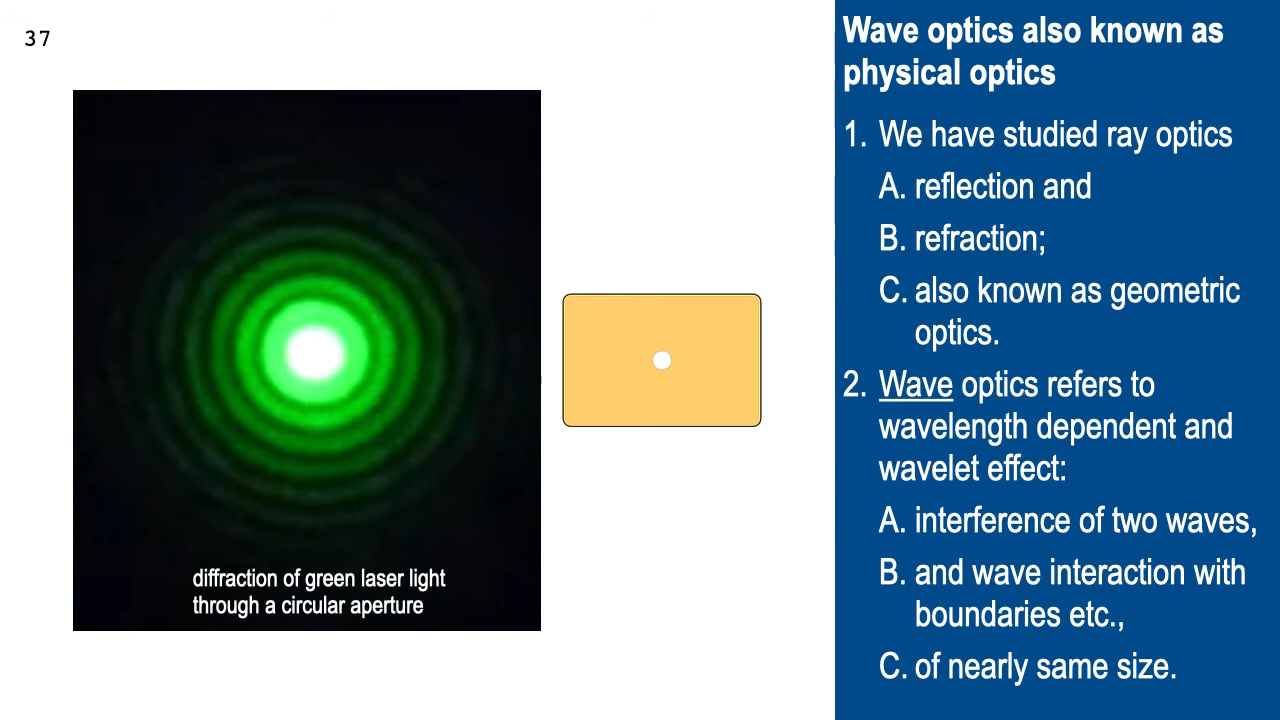 37
diffraction of green laser light
through a circular aperture
Wave optics also known as
physical optics
1. We have studied ray optics
A. reflection and
B. refraction;
C. also known as geometric
optics.
2. Wave optics refers to
wavelength dependent and
wavelet effect:
A. interference of two waves,
B. and wave interaction with
boundaries etc.,
C. of nearly same size.